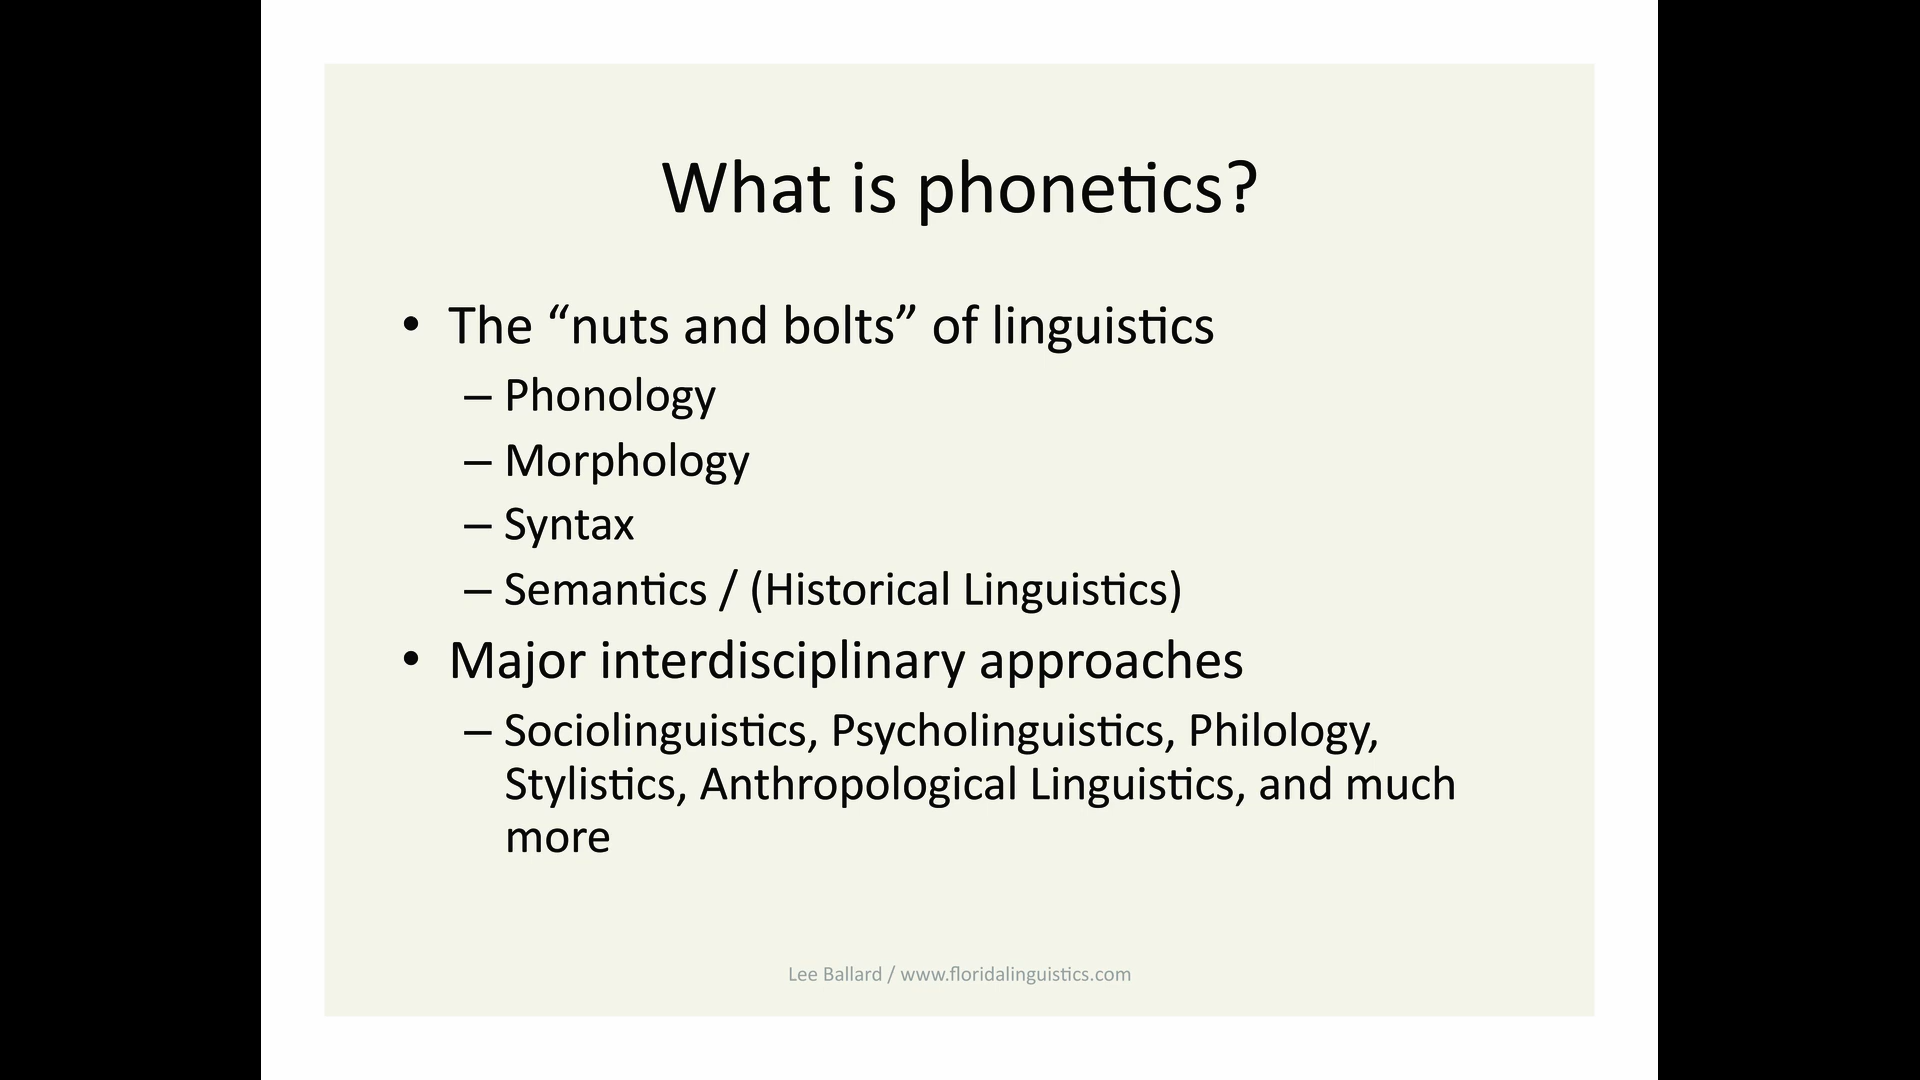 What is phonetics?
• The “nuts and bolts” of linguistics
– Phonology
– Morphology
– Syntax
– Semantics / (Historical Linguistics)
• Major interdisciplinary approaches
– Sociolinguistics, Psycholinguistics, Philology,
Stylistics, Anthropological Linguistics, and much
more
Lee Ballard / www.floridalinguistics.com